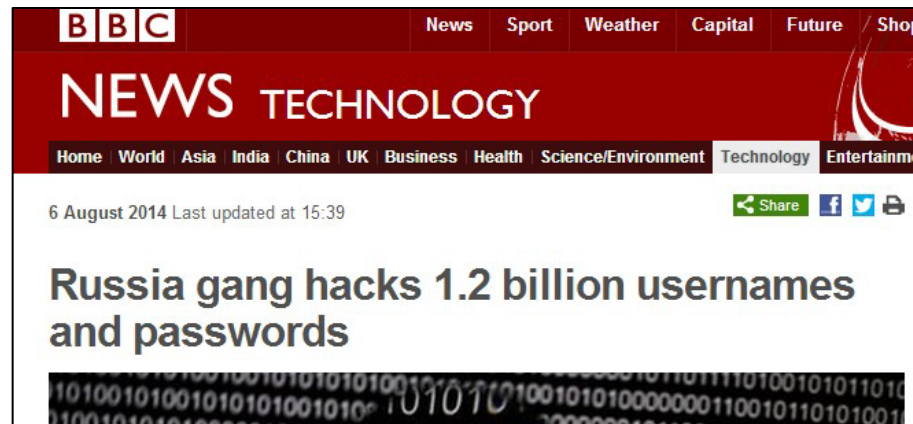 BBC News Sport Weather Capital Future
NEWS TECHNOLOGY
Home World Asia India China UK Business Health Science/Environment Technology
6 August 2014 Last updated at 15:39 Share
Russia gang hacks 1.2 billion usernames
and passwords